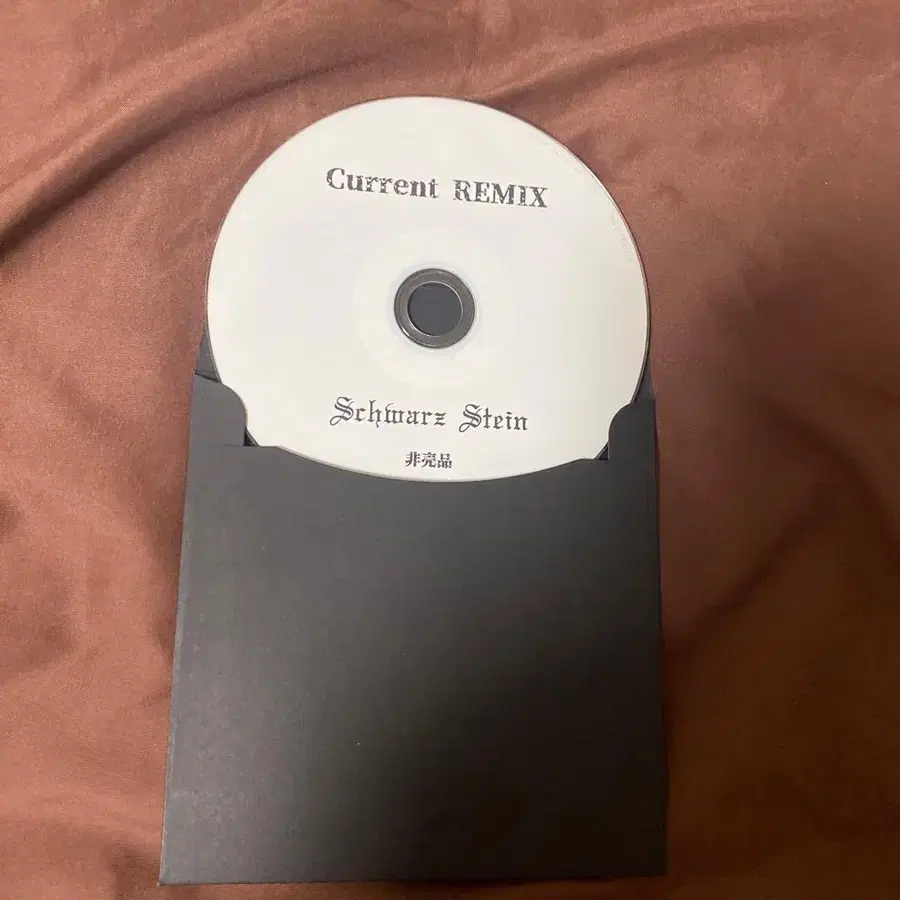 Current REMIX
Schwarz Stein
非売品